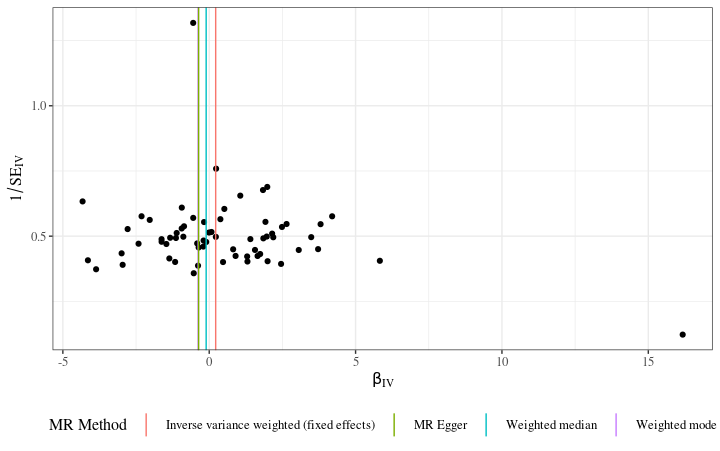 1.0
0.5
1/SE_IV
-5
0
5
10
15
β_IV
MR Method Inverse variance weighted (fixed effects) MR Egger Weighted median Weighted mode